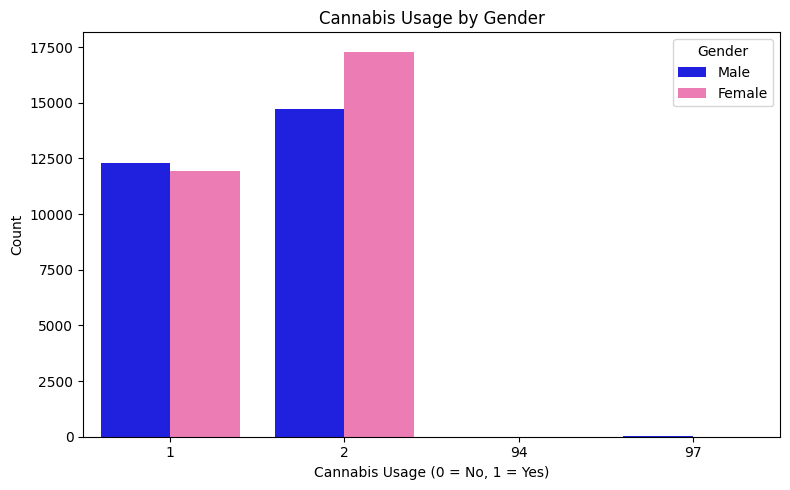 Cannabis Usage by Gender
Gender
Male
Female
Count
17500
15000
12500
10000
7500
5000
2500
0
1 2 94 97
Cannabis Usage (0 = No, 1 = Yes)